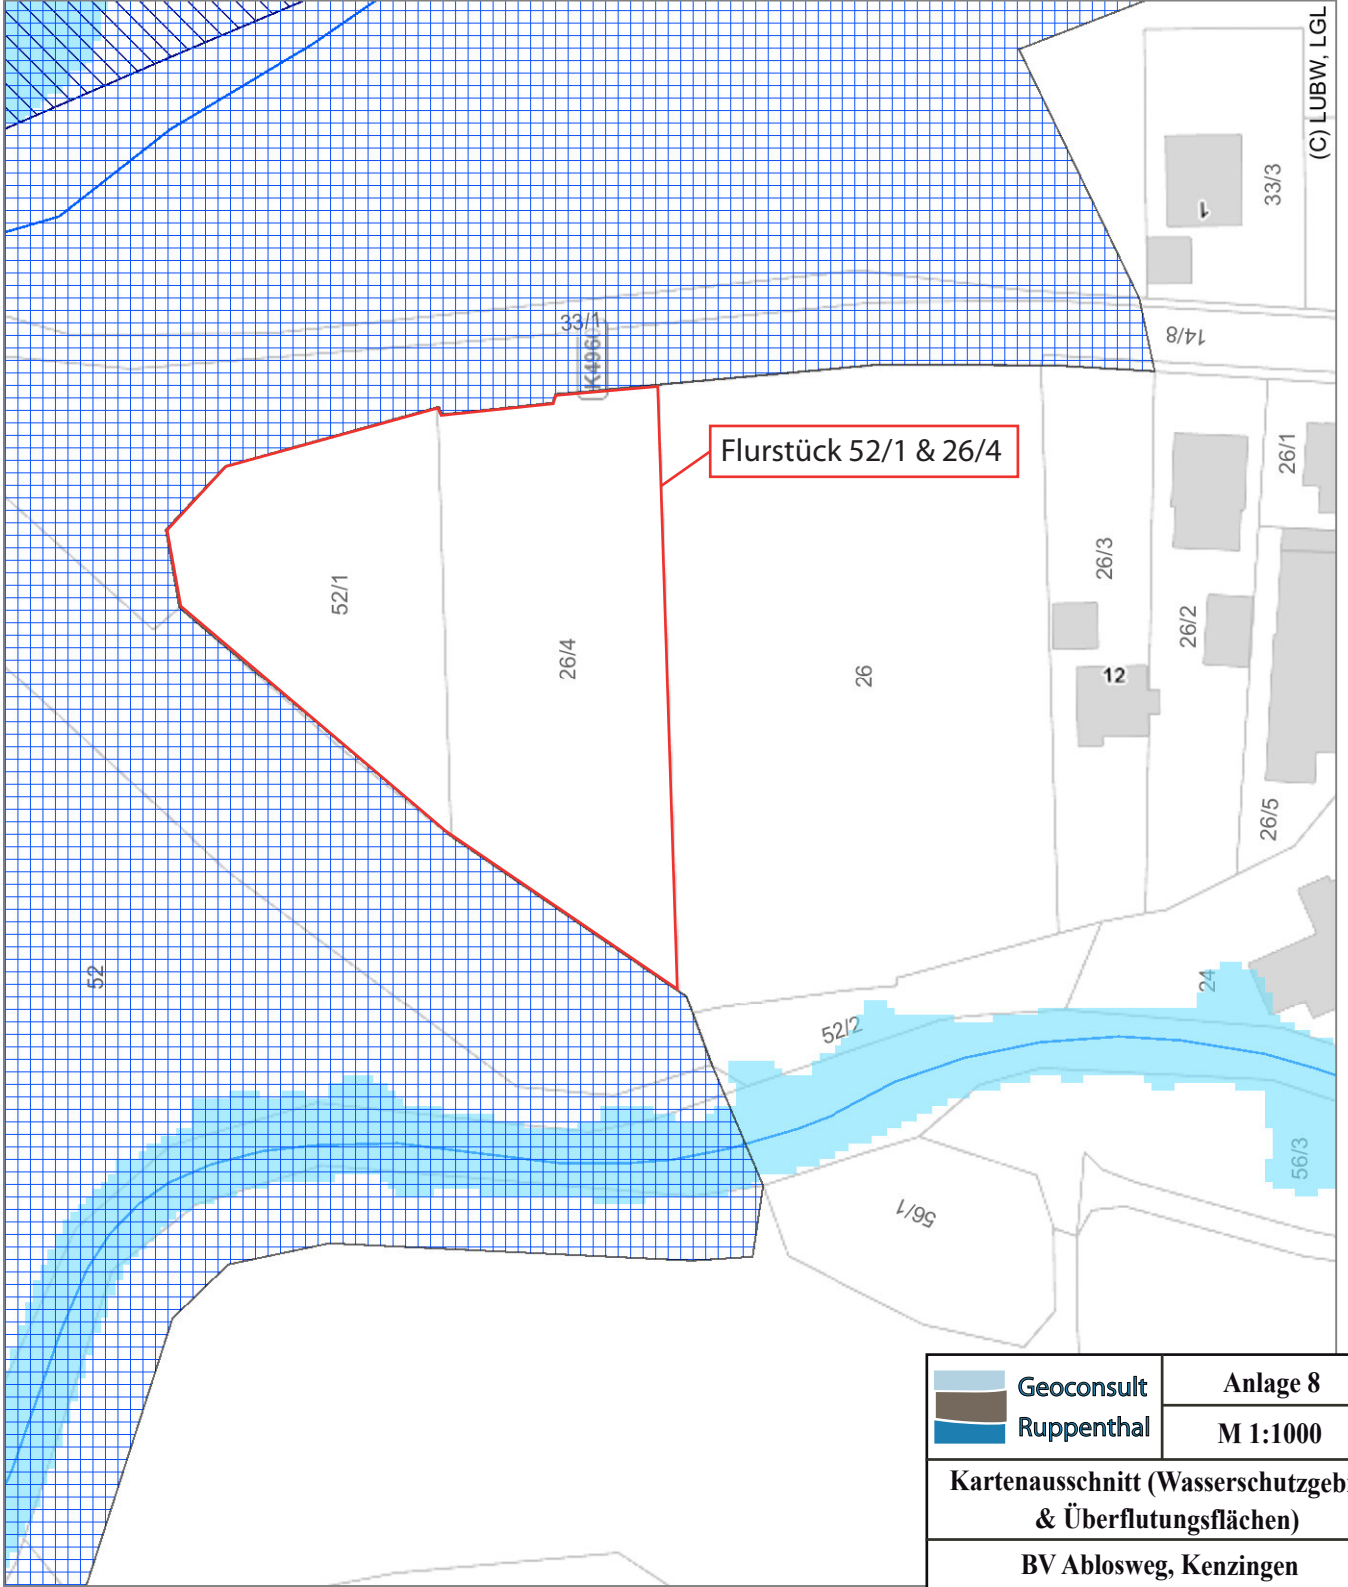 (C) LUBW, LGL
33/3
1
14/8
33/1
K496
Flurstück 52/1 & 26/4
26/1
26/3
52/1
26/2
26/4
26
12
26/5
52
24
52/2
56/3
56/1
Geoconsult
Ruppenthal
Anlage 8
M 1:1000
Kartenausschnitt (Wasserschutzgebi
& Überflutungsflächen)
BV Ablosweg, Kenzingen